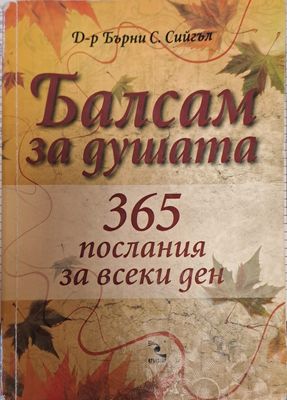 Д-р Бърни С. Сийгъл
Балсам
за душата
365
послания
за всеки ден